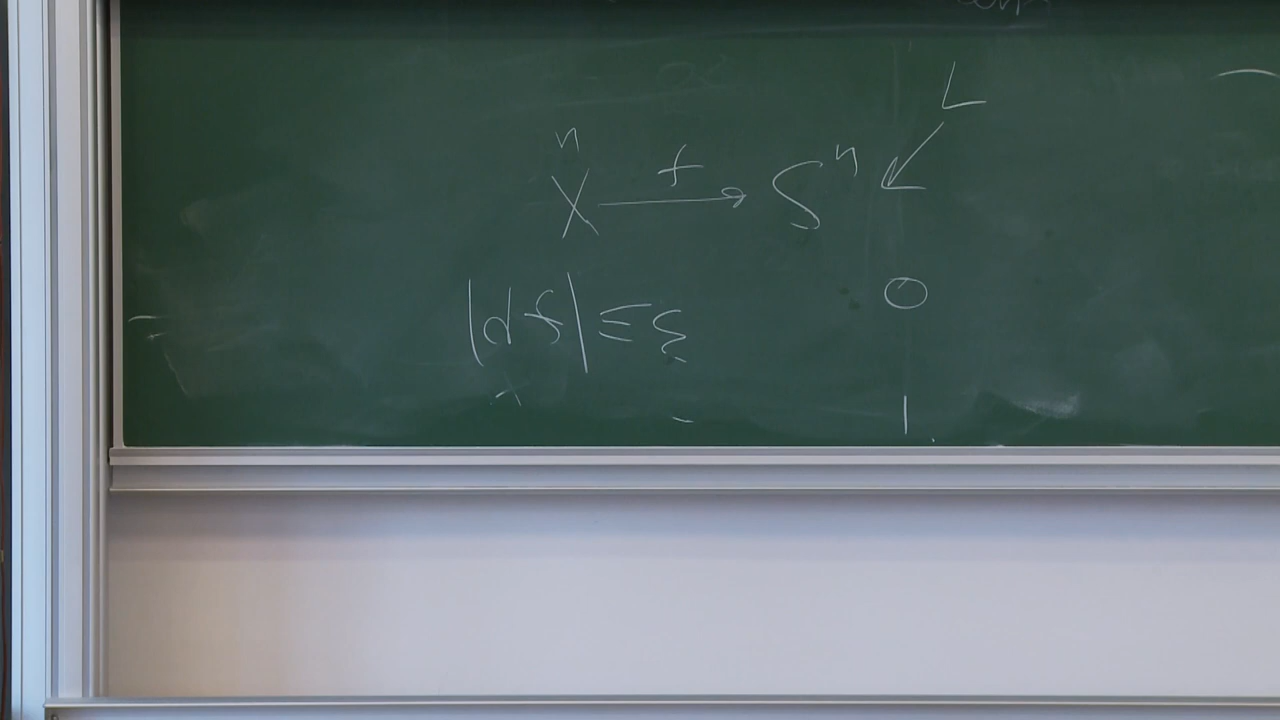 L
n
X f → S^n
|df| ≡ ε
O
|